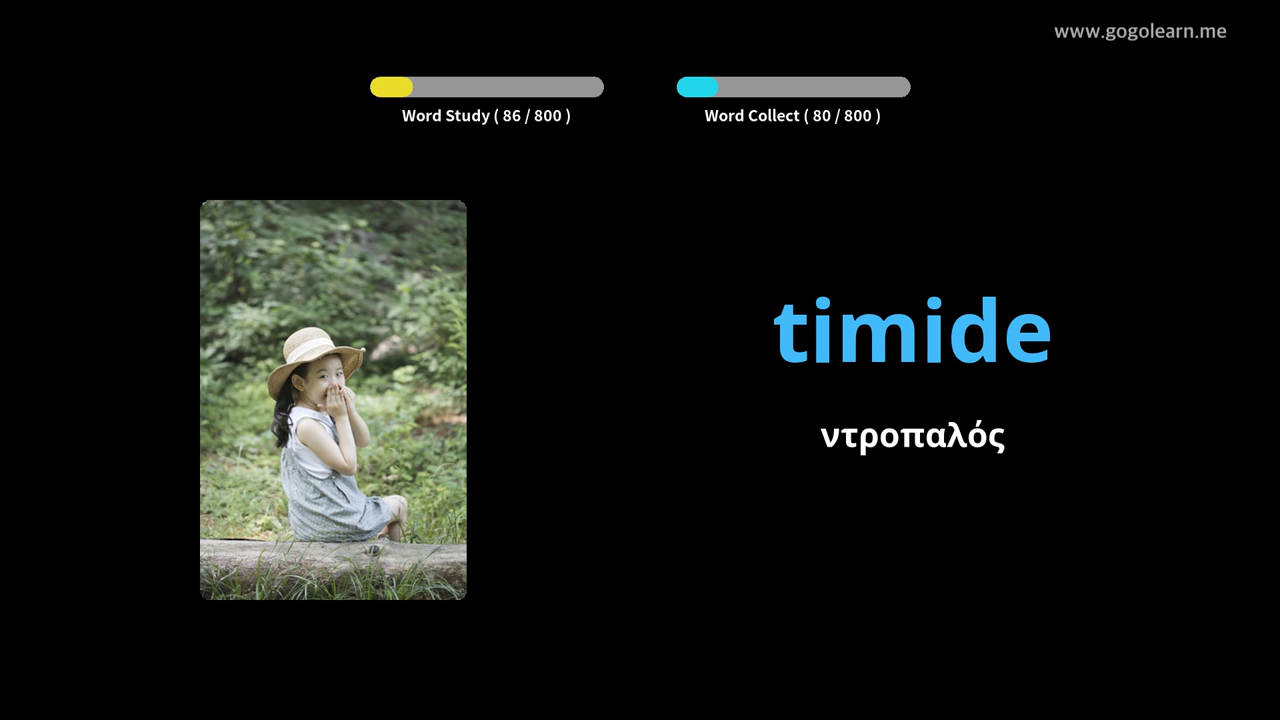 www.gogolearn.me
Word Study ( 86 / 800 )
Word Collect ( 80 / 800 )
timide
ντροπαλός